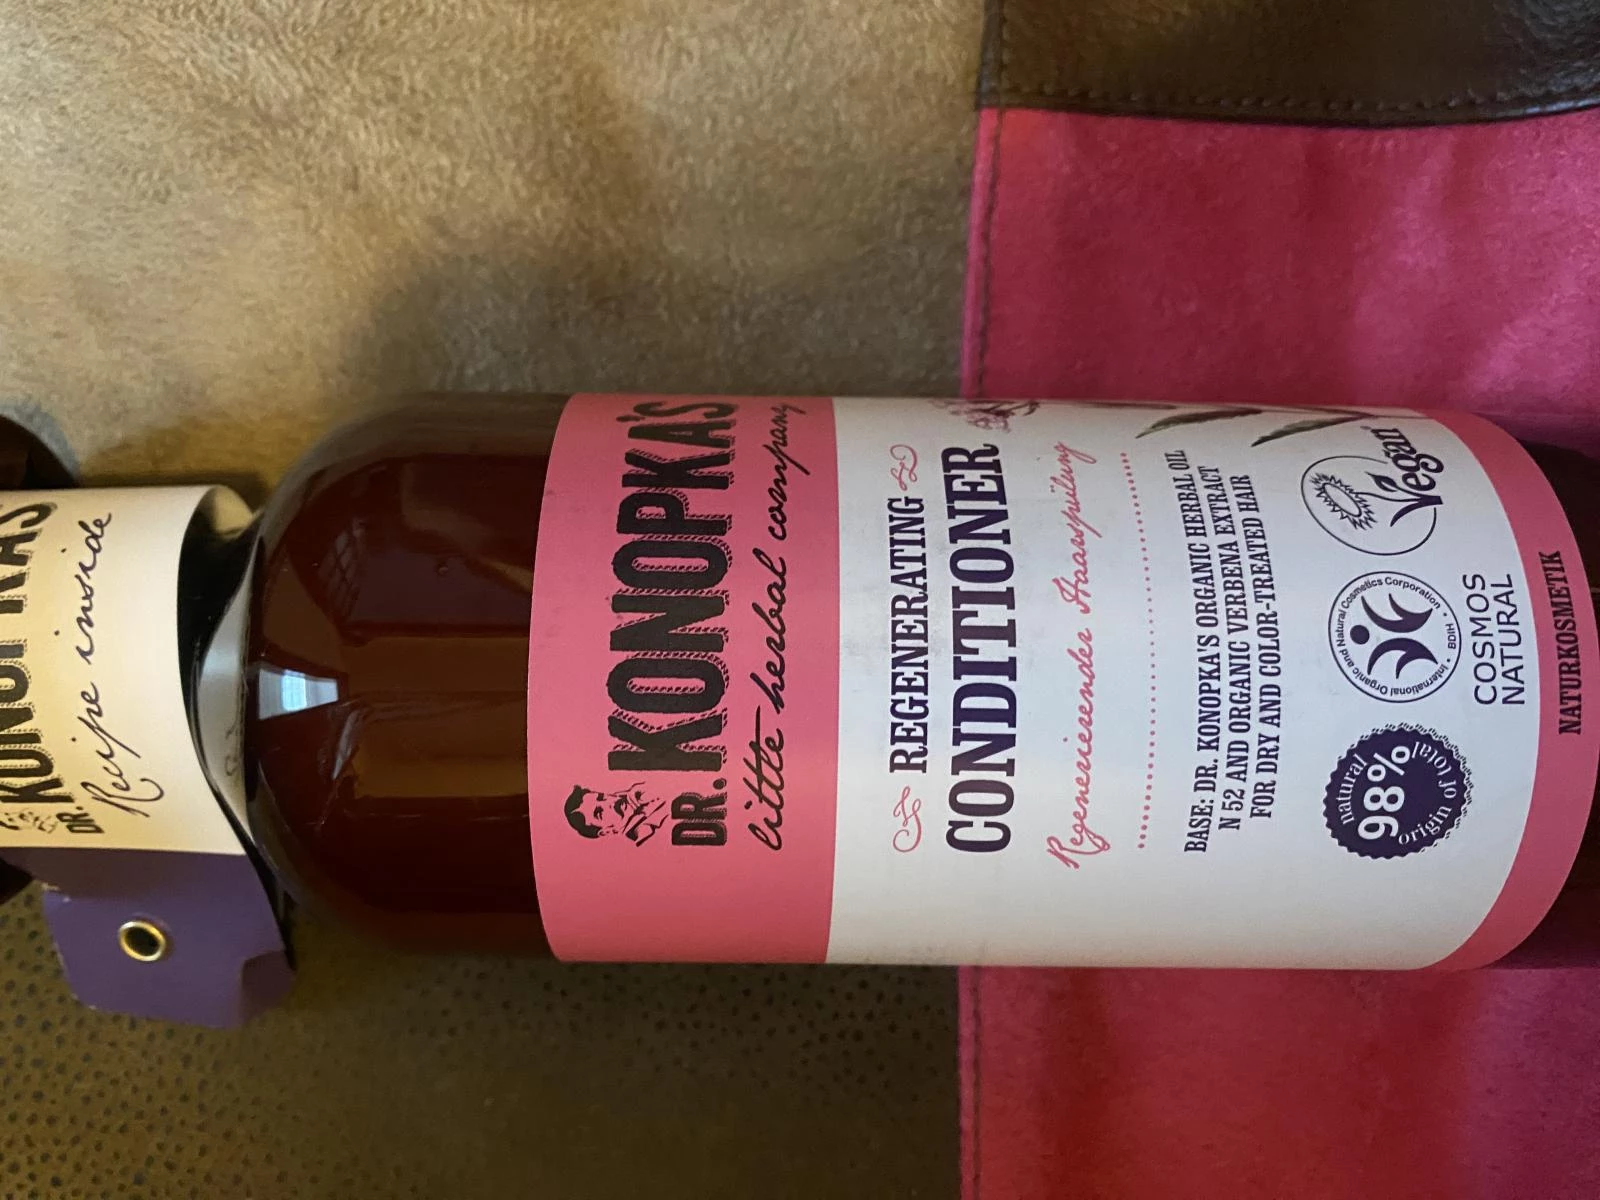 DR. KONOPKA'S
Recipe inside
DR. KONOPKA'S
little herbal company
REGENERATING
CONDITIONER
Regenerierender Haarspülung
BASE: DR. KONOPKA'S ORGANIC HERBAL OIL
N 52 AND ORGANIC VERBENA EXTRACT
FOR DRY AND COLOR-TREATED HAIR
natural
98%
origin of total
International Organic and Natural Cosmetics Corporation • BDIH •
COSMOS
NATURAL
Vegan
NATURKOSMETIK